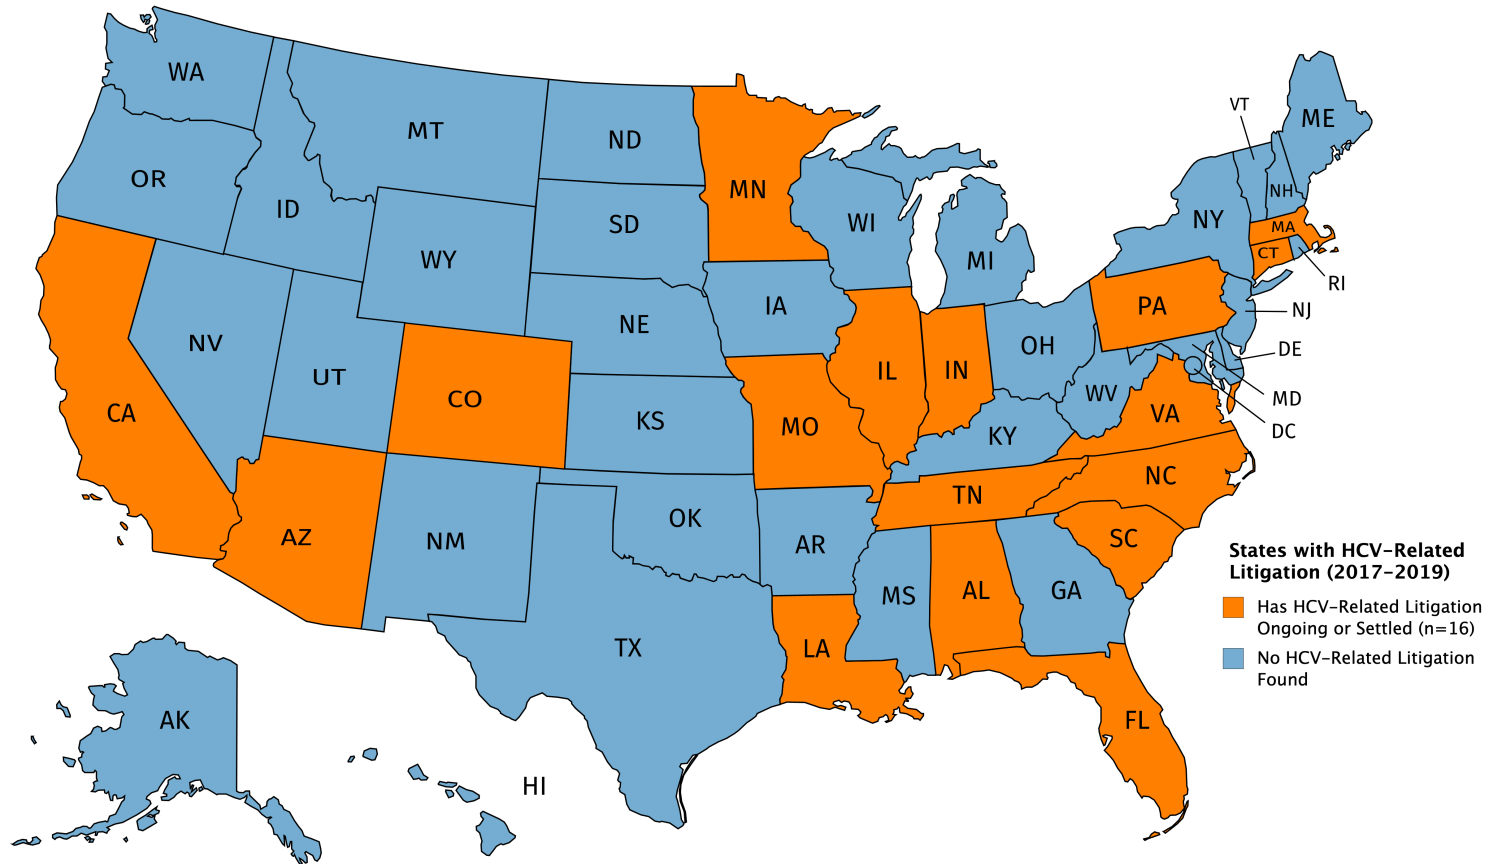 WA
MT
ND
MN
VT
ME
OR
ID
SD
WI
NH
NY
MA
CT
WY
MI
RI
IA
PA
NJ
NE
NV
OH
DE
UT
IL
IN
CO
WV
MD
CA
KS
MO
KY
VA
DC
TN
NC
OK
AZ
NM
AR
SC
States with HCV-Related
Litigation (2017-2019)
MS
AL
GA
Has HCV-Related Litigation
Ongoing or Settled (n=16)
TX
LA
No HCV-Related Litigation
Found
AK
FL
HI